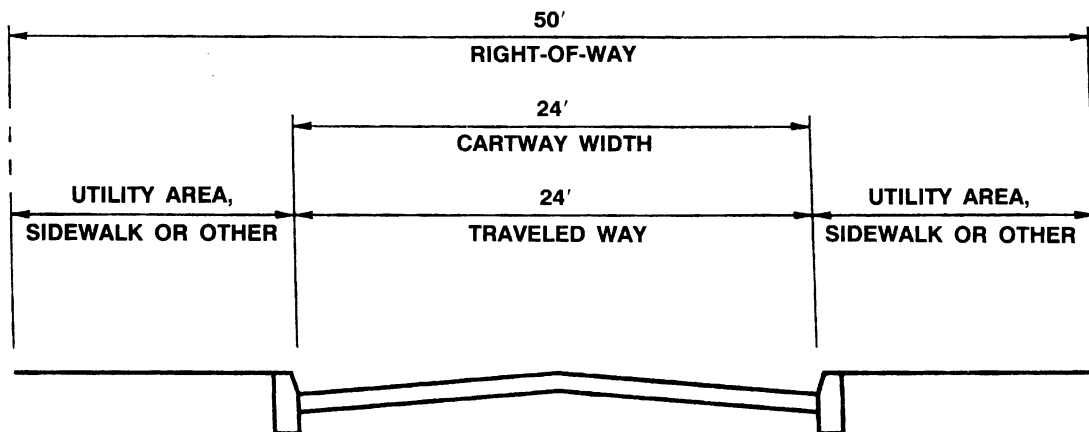 50′
RIGHT-OF-WAY
24′
CARTWAY WIDTH
UTILITY AREA,
SIDEWALK OR OTHER
24′
TRAVELED WAY
UTILITY AREA,
SIDEWALK OR OTHER